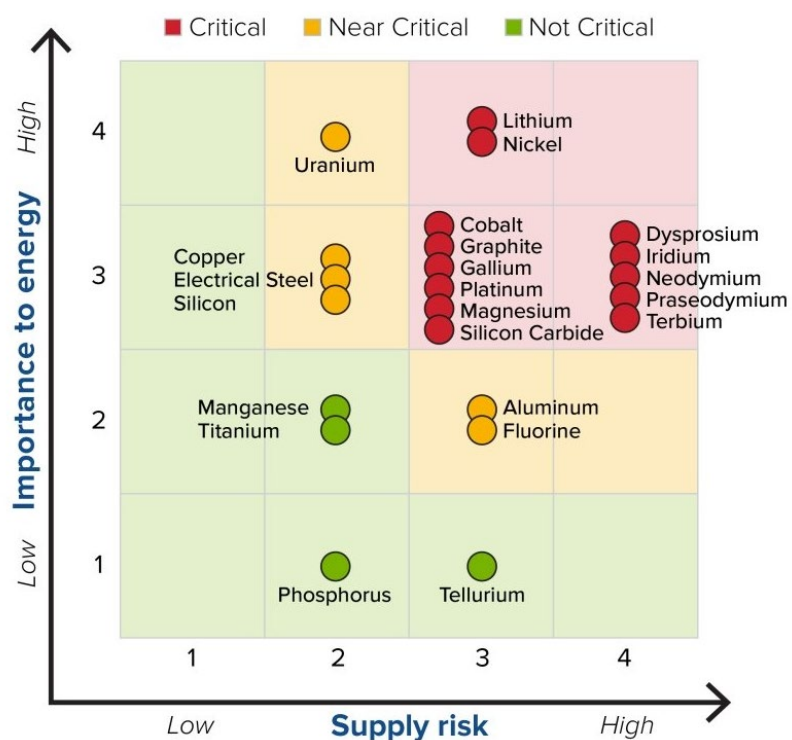 Critical Near Critical Not Critical
High
4
Uranium
Lithium
Nickel
Importance to energy
3
Copper
Electrical Steel
Silicon
Cobalt
Graphite
Gallium
Platinum
Magnesium
Silicon Carbide
Dysprosium
Iridium
Neodymium
Praseodymium
Terbium
2
Manganese
Titanium
Aluminum
Fluorine
Low
1
Phosphorus
Tellurium
1 2 3 4
Low Supply risk High